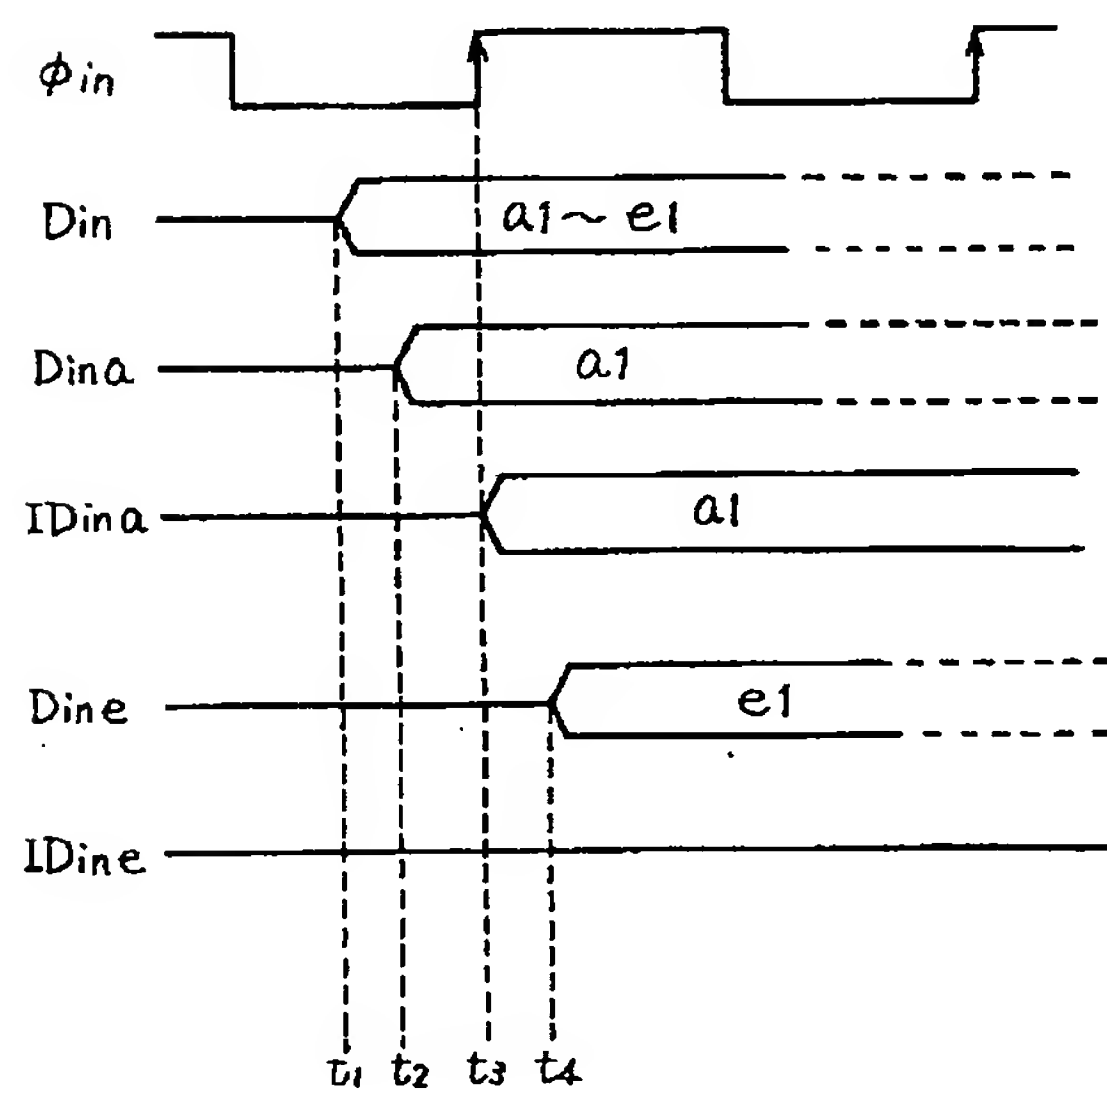 ϕin
Din a1~e1
Dina a1
IDina a1
Dine e1
IDine
t1 t2 t3 t4